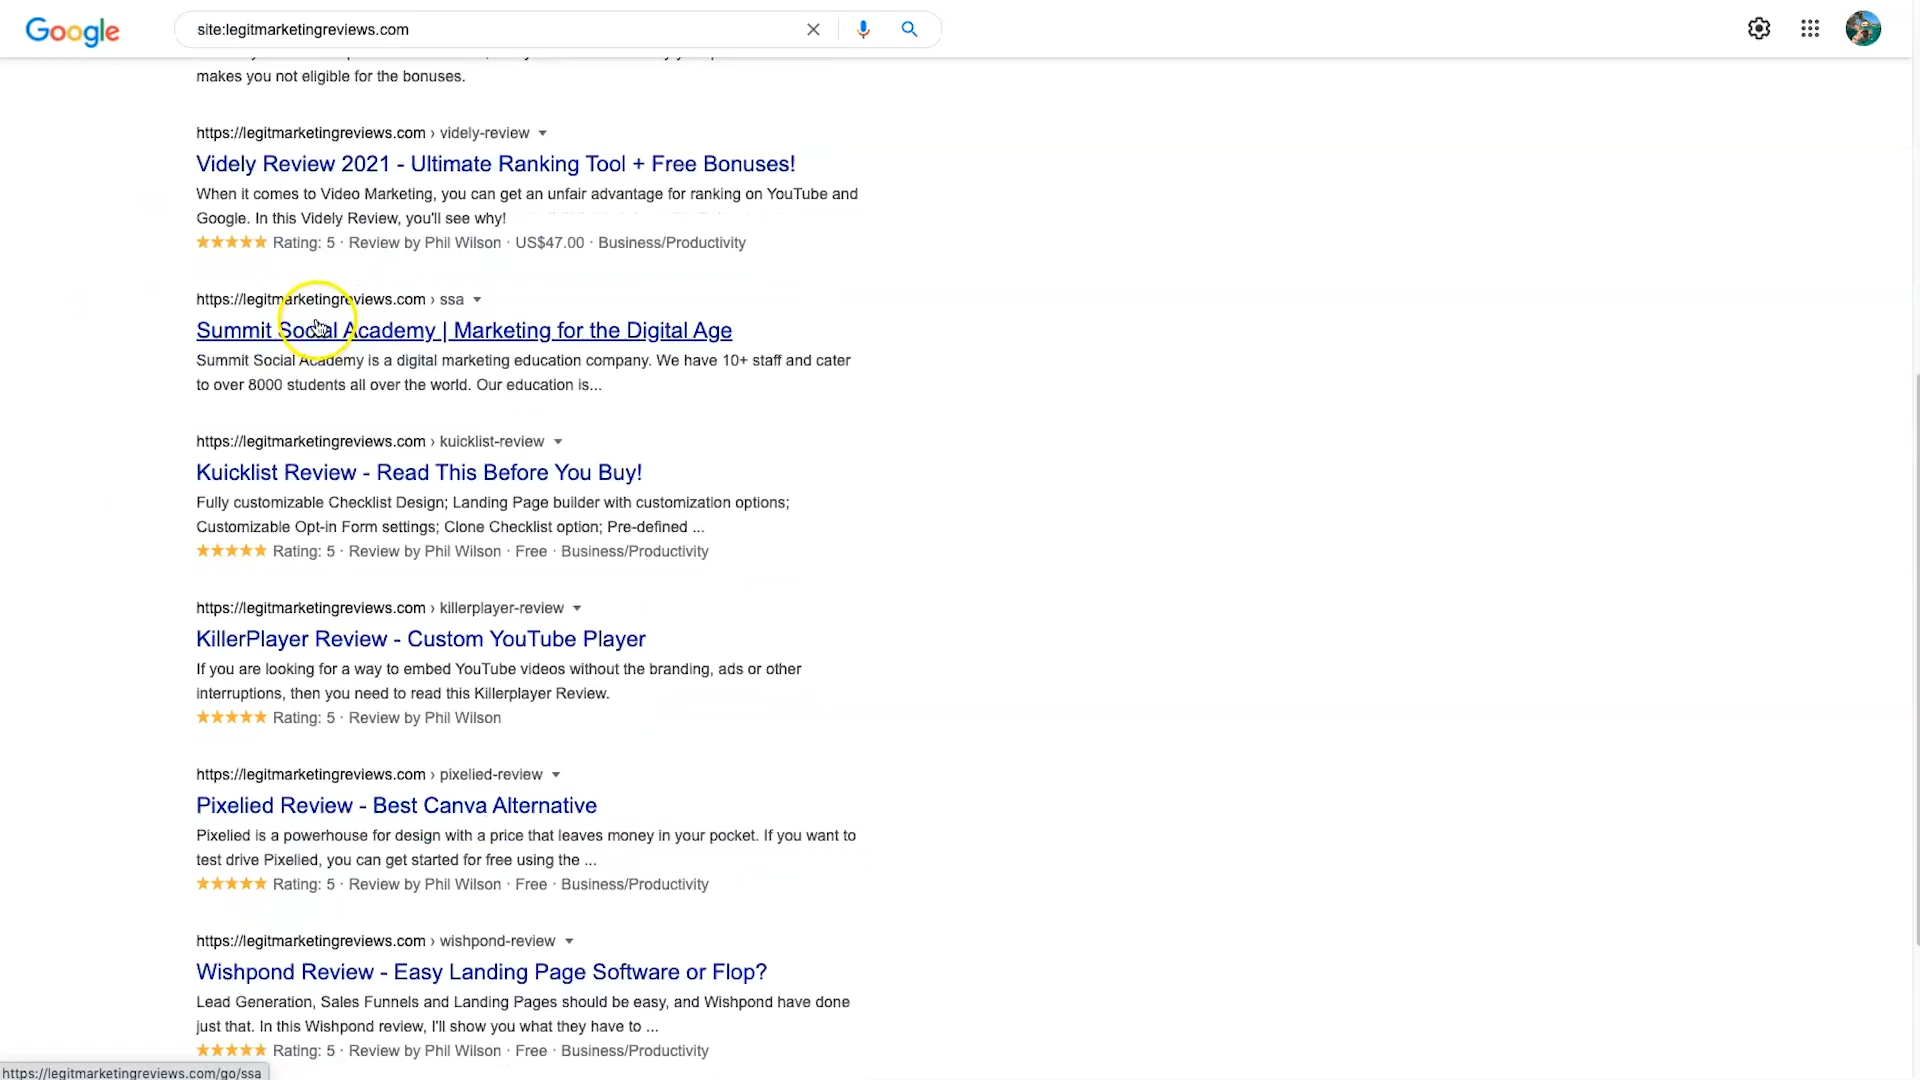 Google
site:legitmarketingreviews.com
makes you not eligible for the bonuses.
https://legitmarketingreviews.com › videly-review
Videly Review 2021 - Ultimate Ranking Tool + Free Bonuses!
When it comes to Video Marketing, you can get an unfair advantage for ranking on YouTube and
Google. In this Videly Review, you'll see why!
Rating: 5 · Review by Phil Wilson · US$47.00 · Business/Productivity
https://legitmarketingreviews.com › ssa
Summit Social Academy | Marketing for the Digital Age
Summit Social Academy is a digital marketing education company. We have 10+ staff and cater
to over 8000 students all over the world. Our education is...
https://legitmarketingreviews.com › kuicklist-review
Kuicklist Review - Read This Before You Buy!
Fully customizable Checklist Design; Landing Page builder with customization options;
Customizable Opt-in Form settings; Clone Checklist option; Pre-defined ...
Rating: 5 · Review by Phil Wilson · Free · Business/Productivity
https://legitmarketingreviews.com › killerplayer-review
KillerPlayer Review - Custom YouTube Player
If you are looking for a way to embed YouTube videos without the branding, ads or other
interruptions, then you need to read this Killerplayer Review.
Rating: 5 · Review by Phil Wilson
https://legitmarketingreviews.com › pixelied-review
Pixelied Review - Best Canva Alternative
Pixelied is a powerhouse for design with a price that leaves money in your pocket. If you want to
test drive Pixelied, you can get started for free using the ...
Rating: 5 · Review by Phil Wilson · Free · Business/Productivity
https://legitmarketingreviews.com › wishpond-review
Wishpond Review - Easy Landing Page Software or Flop?
Lead Generation, Sales Funnels and Landing Pages should be easy, and Wishpond have done
just that. In this Wishpond review, I'll show you what they have to ...
Rating: 5 · Review by Phil Wilson · Free · Business/Productivity
https://legitmarketingreviews.com/go/ssa